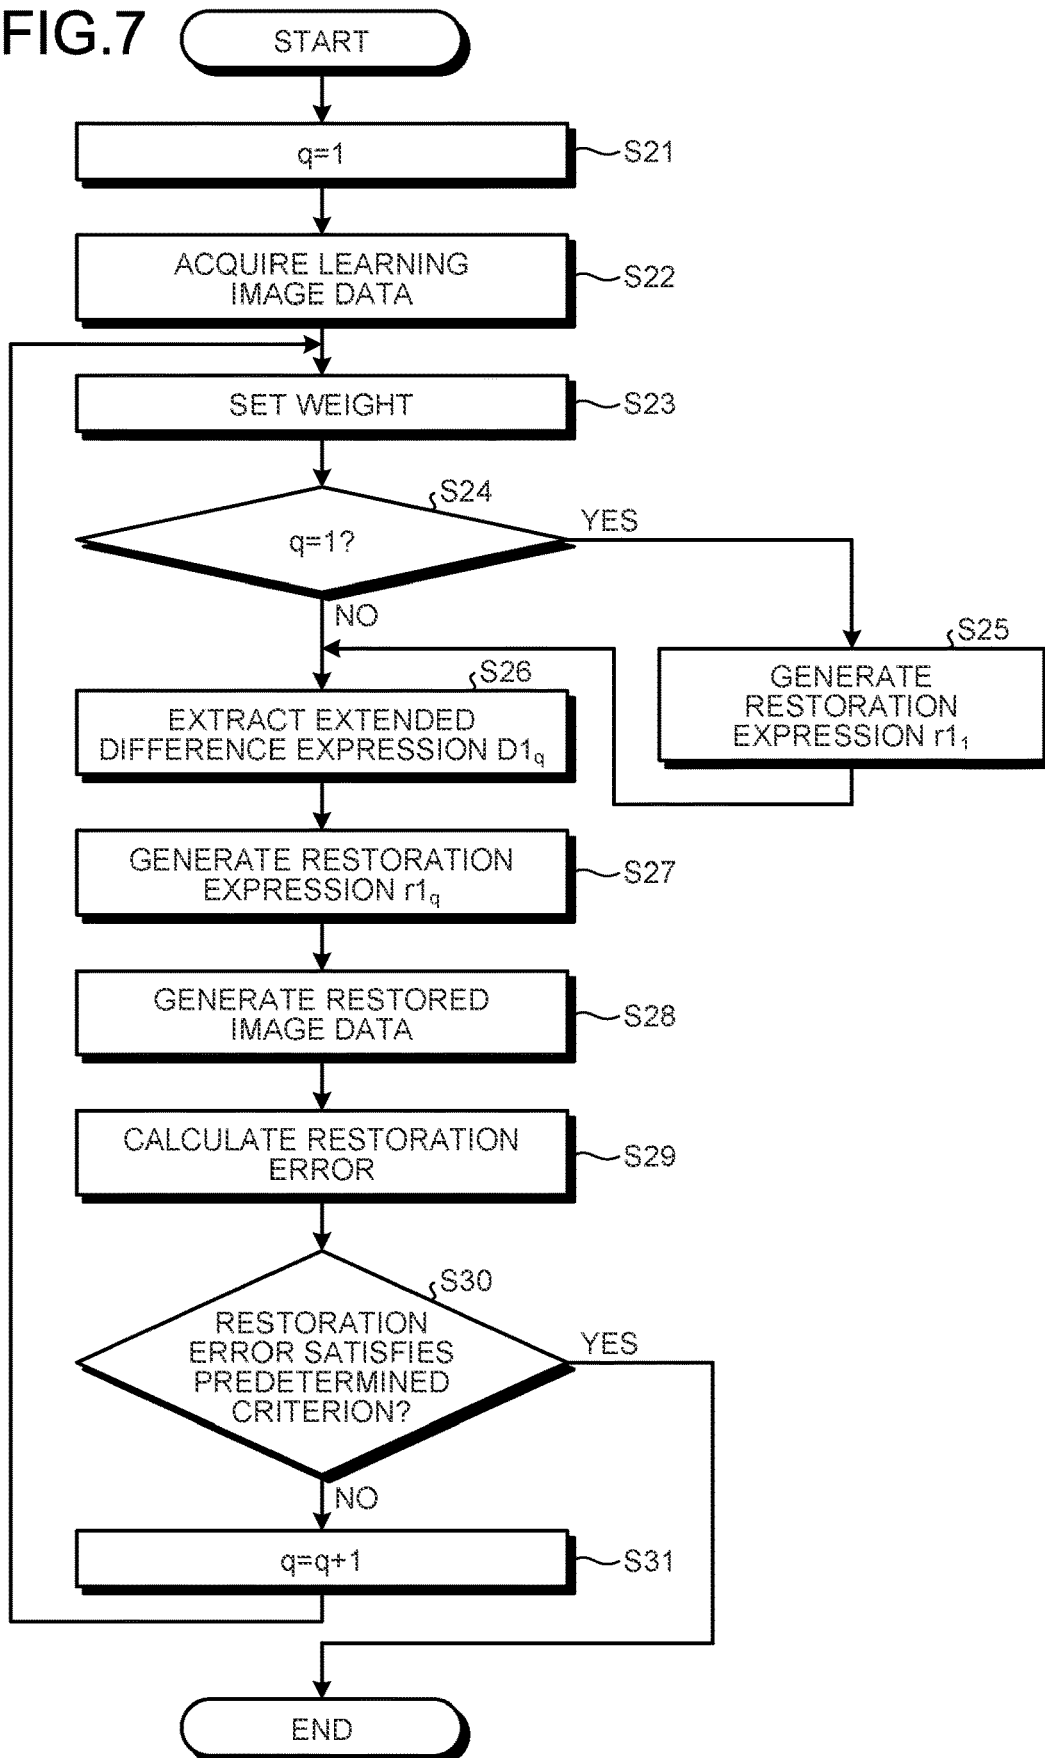 FIG.7
START
q=1
S21
ACQUIRE LEARNING
IMAGE DATA
S22
SET WEIGHT
S23
S24
q=1?
YES
NO
S25
GENERATE
RESTORATION
EXPRESSION r1₁
S26
EXTRACT EXTENDED
DIFFERENCE EXPRESSION D1q
GENERATE RESTORATION
EXPRESSION r1q
S27
GENERATE RESTORED
IMAGE DATA
S28
CALCULATE RESTORATION
ERROR
S29
S30
RESTORATION
ERROR SATISFIES
PREDETERMINED
CRITERION?
YES
NO
q=q+1
S31
END